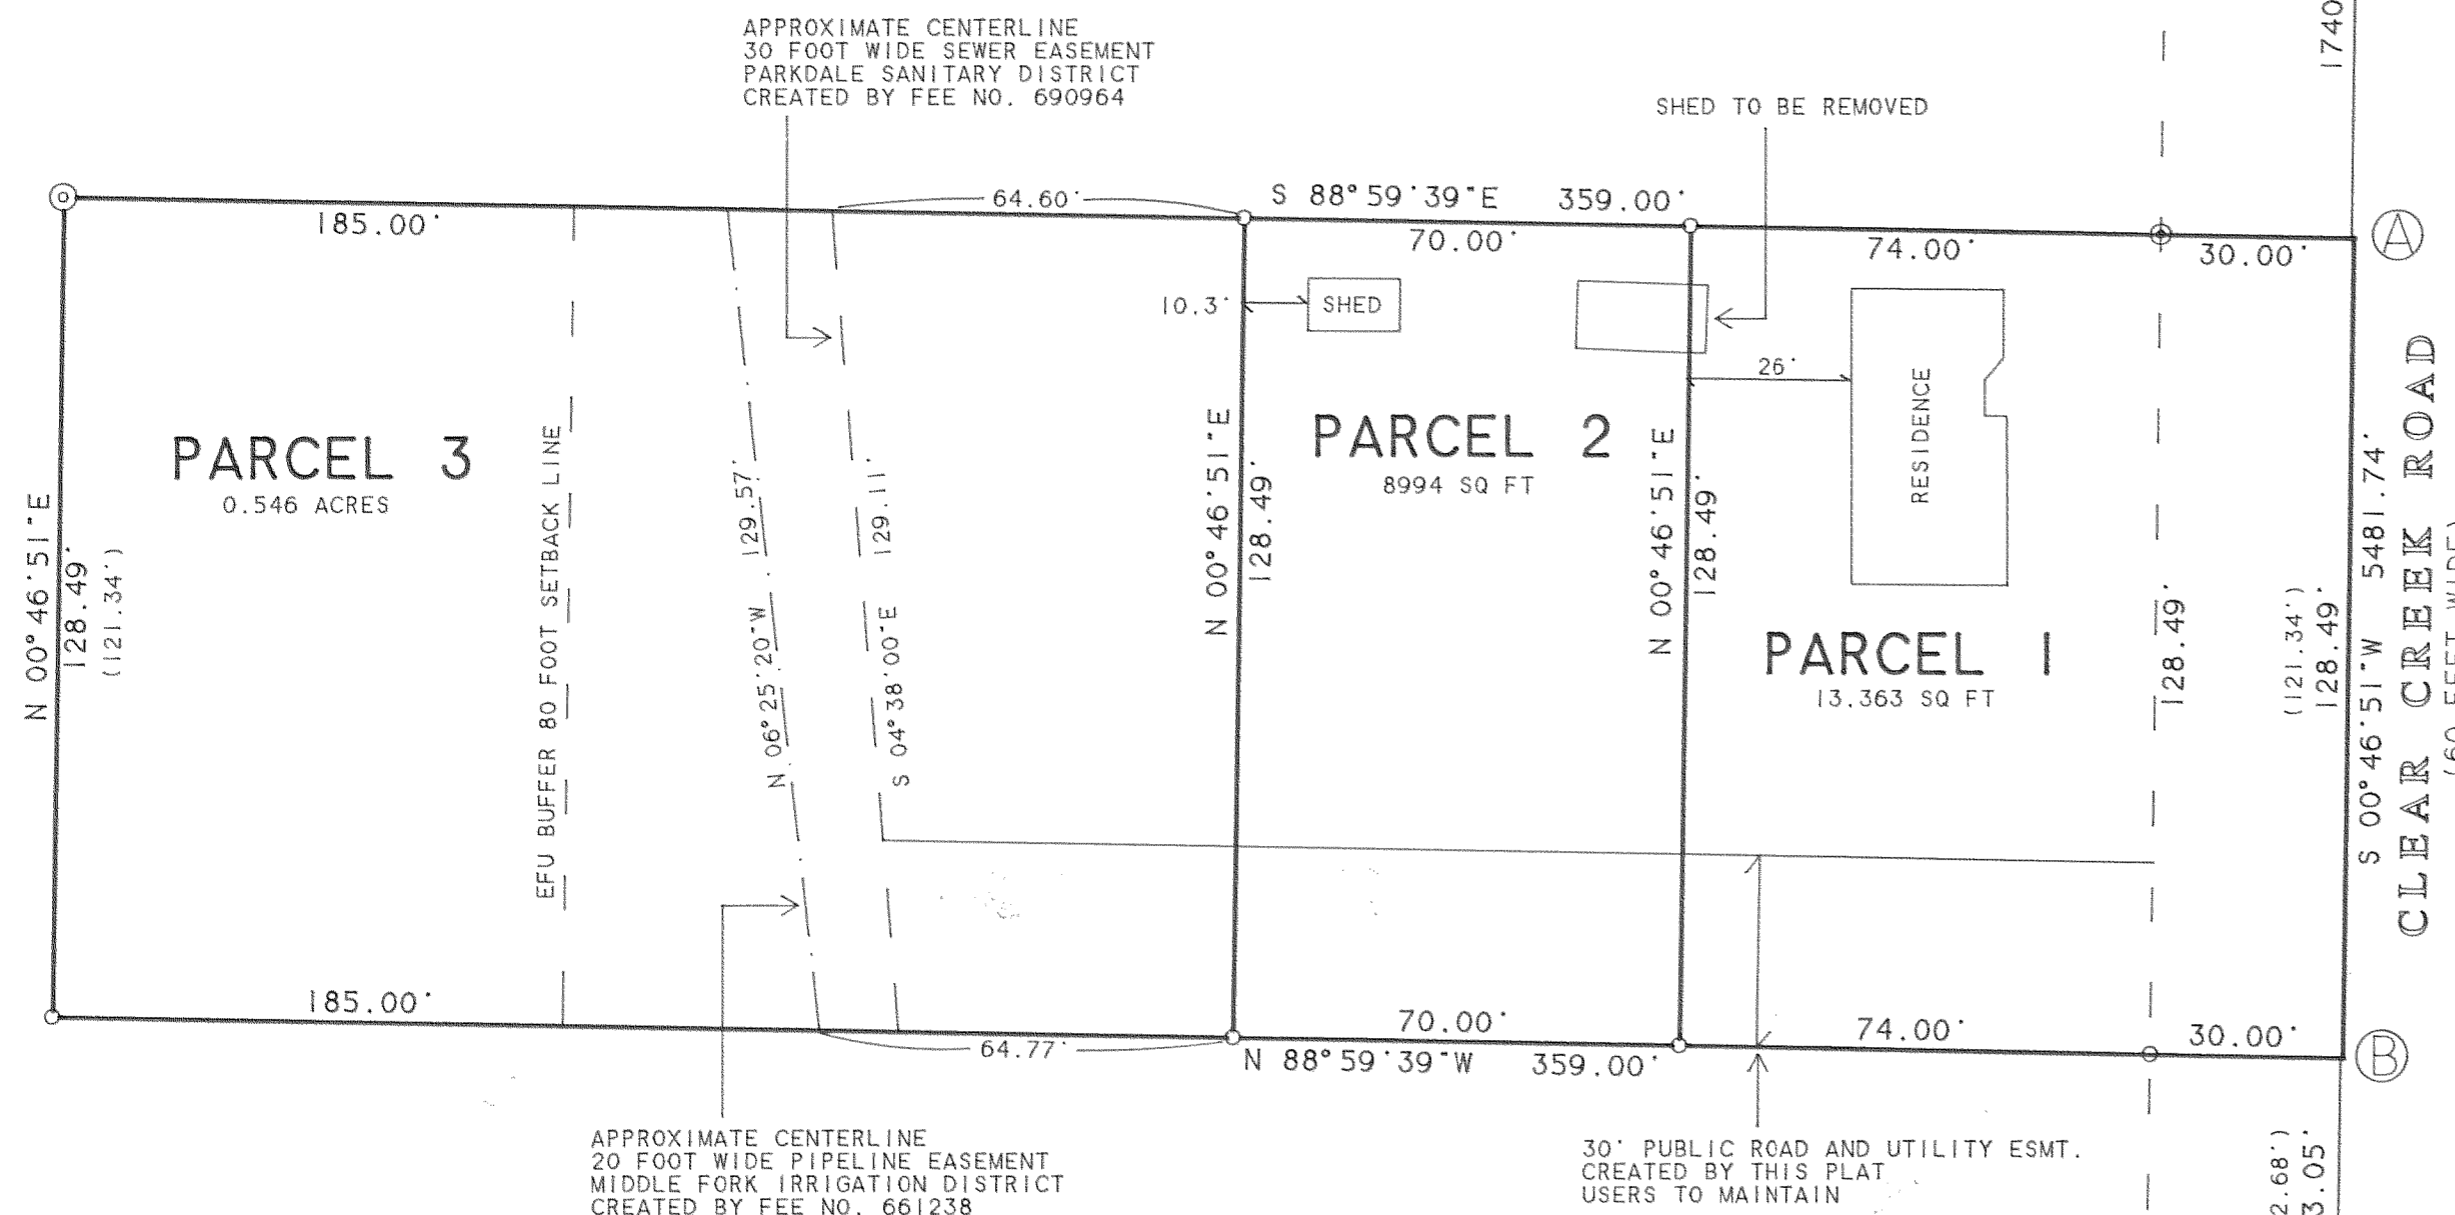 APPROXIMATE CENTERLINE
30 FOOT WIDE SEWER EASEMENT
PARKDALE SANITARY DISTRICT
CREATED BY FEE NO. 690964
SHED TO BE REMOVED
1740
185.00'
64.60'
S 88°59'39"E 359.00'
70.00'
74.00'
30.00'
A
10.3'
SHED
26'
RESIDENCE
PARCEL 3
0.546 ACRES
PARCEL 2
8994 SQ FT
PARCEL 1
13,363 SQ FT
N 00°46'51"E
128.49'
(121.34')
EFU BUFFER 80 FOOT SETBACK LINE
N 06°25'20"W 129.57'
S 04°38'00"E 129.11'
N 00°46'51"E
128.49'
N 00°46'51"E
128.49'
128.49'
(121.34')
128.49'
S 00°46'51"W 5481.74'
CLEAR CREEK ROAD
(60 FEET WIDE)
185.00'
64.77'
70.00'
N 88°59'39"W 359.00'
74.00'
30.00'
B
APPROXIMATE CENTERLINE
20 FOOT WIDE PIPELINE EASEMENT
MIDDLE FORK IRRIGATION DISTRICT
CREATED BY FEE NO. 661238
30' PUBLIC ROAD AND UTILITY ESMT.
CREATED BY THIS PLAT
USERS TO MAINTAIN
2.68')
3.05'